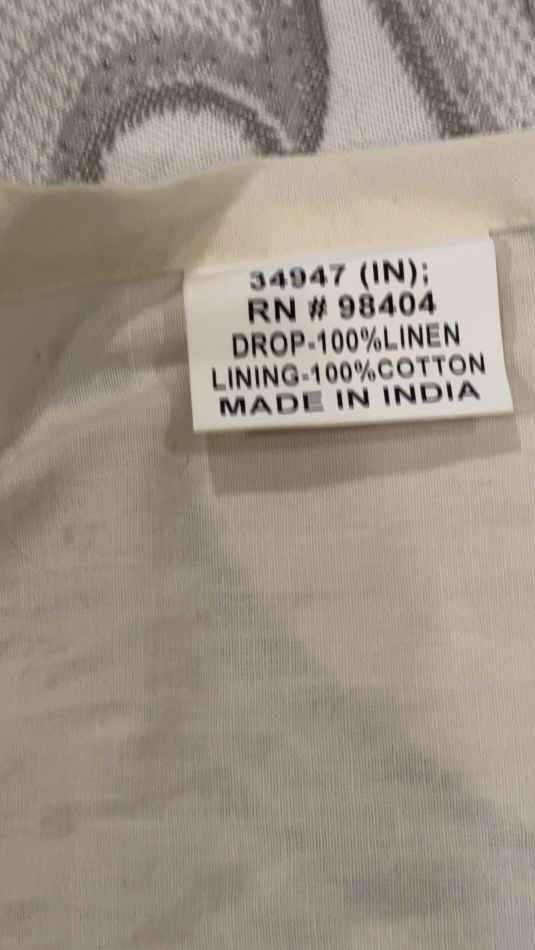 34947 (IN);
RN # 98404
DROP-100%LINEN
LINING-100%COTTON
MADE IN INDIA